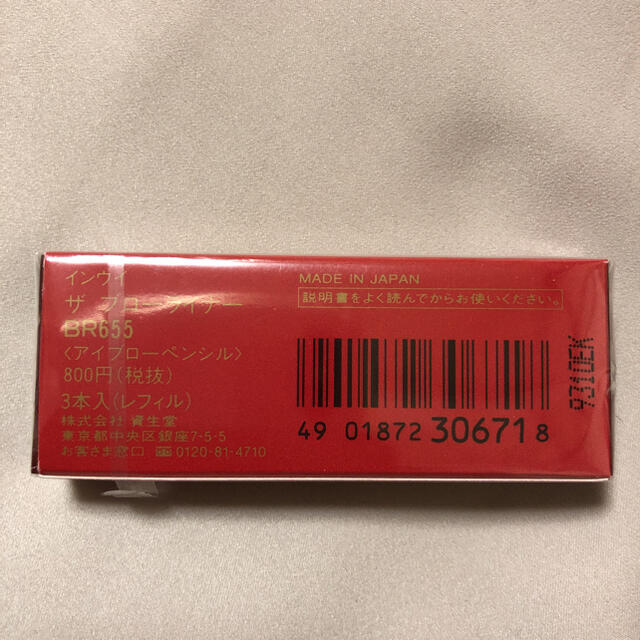 インウイ
ザ ブローライナー
BR655
〈アイブローペンシル〉
800円(税抜)
3本入(レフィル)
株式会社 資生堂
東京都中央区銀座7-5-5
お客さま窓口 0120-81-4710
MADE IN JAPAN
説明書をよく読んでからお使いください。
49 01872 306718
9310EK